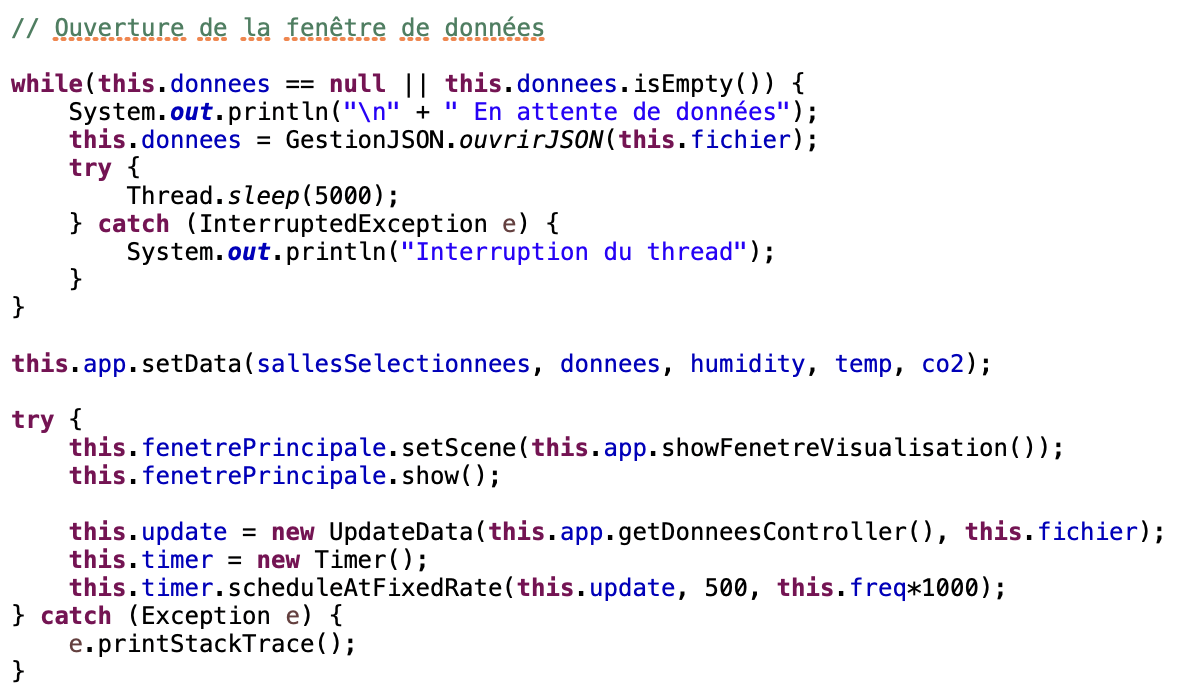 // Ouverture de la fenêtre de données
while(this.donnees == null || this.donnees.isEmpty()) {
System.out.println("\n" + " En attente de données");
this.donnees = GestionJSON.ouvrirJSON(this.fichier);
try {
Thread.sleep(5000);
} catch (InterruptedException e) {
System.out.println("Interruption du thread");
}
}
this.app.setData(sallesSelectionnees, donnees, humidity, temp, co2);
try {
this.fenetrePrincipale.setScene(this.app.showFenetreVisualisation());
this.fenetrePrincipale.show();
this.update = new UpdateData(this.app.getDonneesController(), this.fichier);
this.timer = new Timer();
this.timer.scheduleAtFixedRate(this.update, 500, this.freq*1000);
} catch (Exception e) {
e.printStackTrace();
}